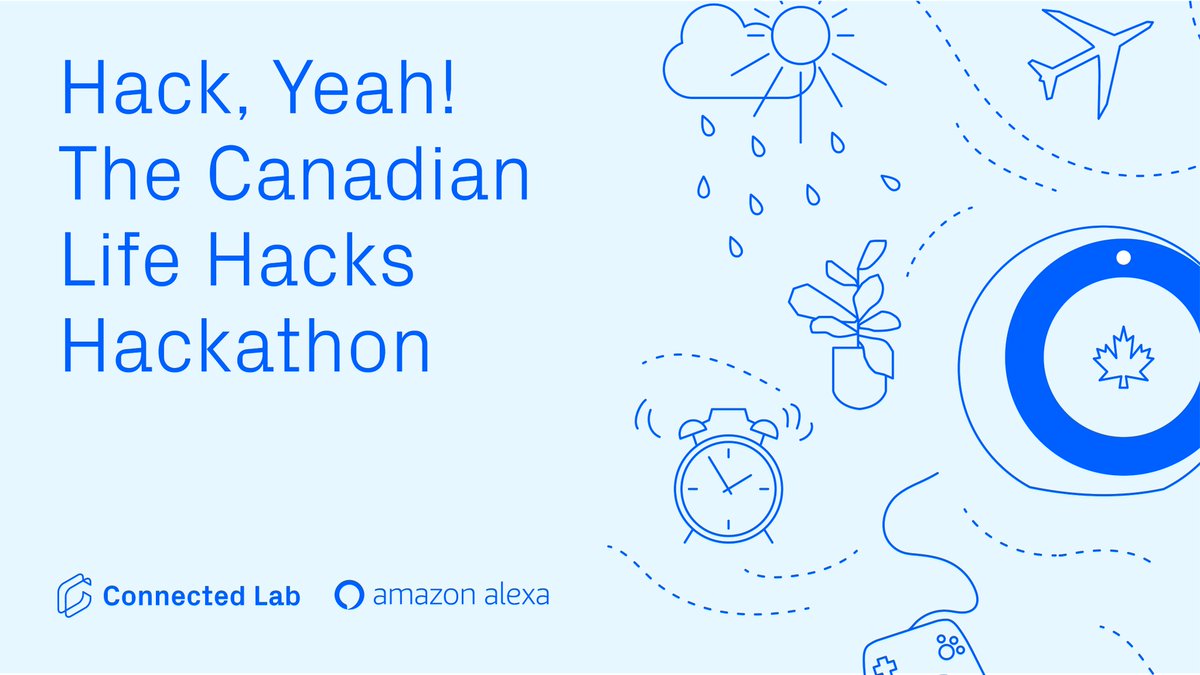 Hack, Yeah!
The Canadian
Life Hacks
Hackathon
Connected Lab
amazon alexa